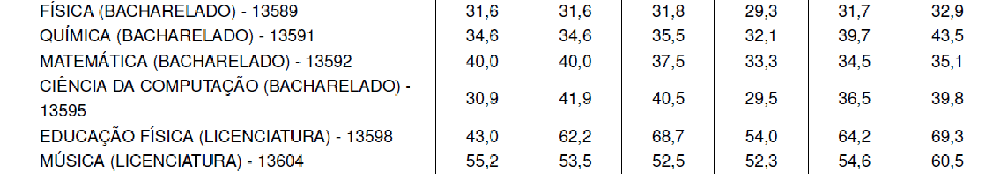 FÍSICA (BACHARELADO) - 13589 31,6 31,6 31,8 29,3 31,7 32,9
QUÍMICA (BACHARELADO) - 13591 34,6 34,6 35,5 32,1 39,7 43,5
MATEMÁTICA (BACHARELADO) - 13592 40,0 40,0 37,5 33,3 34,5 35,1
CIÊNCIA DA COMPUTAÇÃO (BACHARELADO) -
13595 30,9 41,9 40,5 29,5 36,5 39,8
EDUCAÇÃO FÍSICA (LICENCIATURA) - 13598 43,0 62,2 68,7 54,0 64,2 69,3
MÚSICA (LICENCIATURA) - 13604 55,2 53,5 52,5 52,3 54,6 60,5